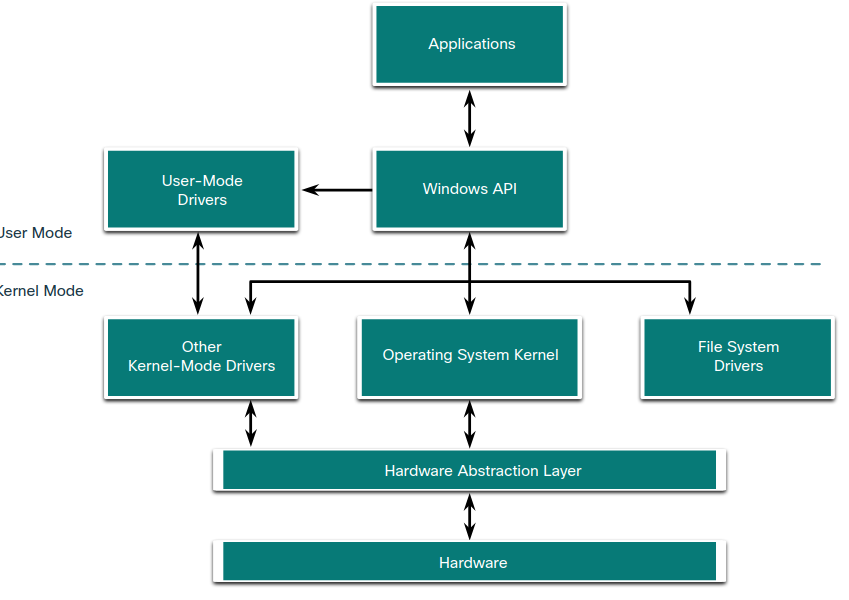 Applications
User-Mode
Drivers
Windows API
User Mode
Kernel Mode
Other
Kernel-Mode Drivers
Operating System Kernel
File System
Drivers
Hardware Abstraction Layer
Hardware